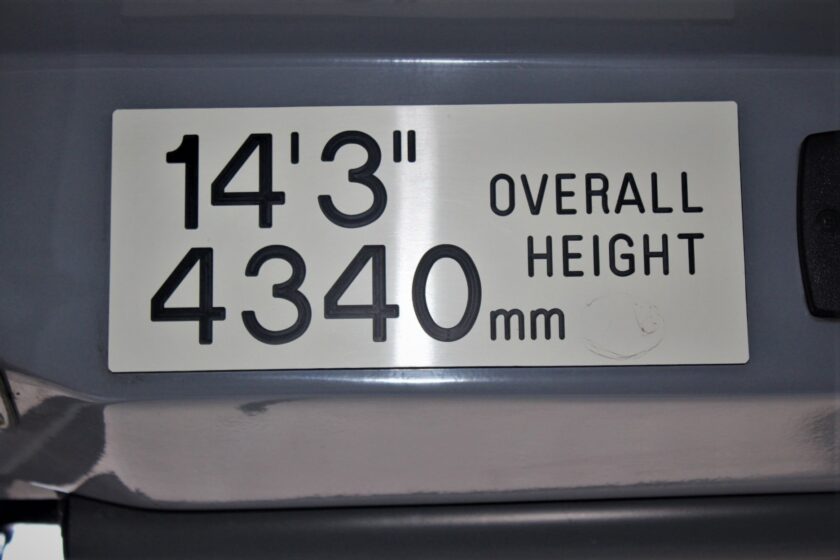 14'3"
4340mm
OVERALL
HEIGHT